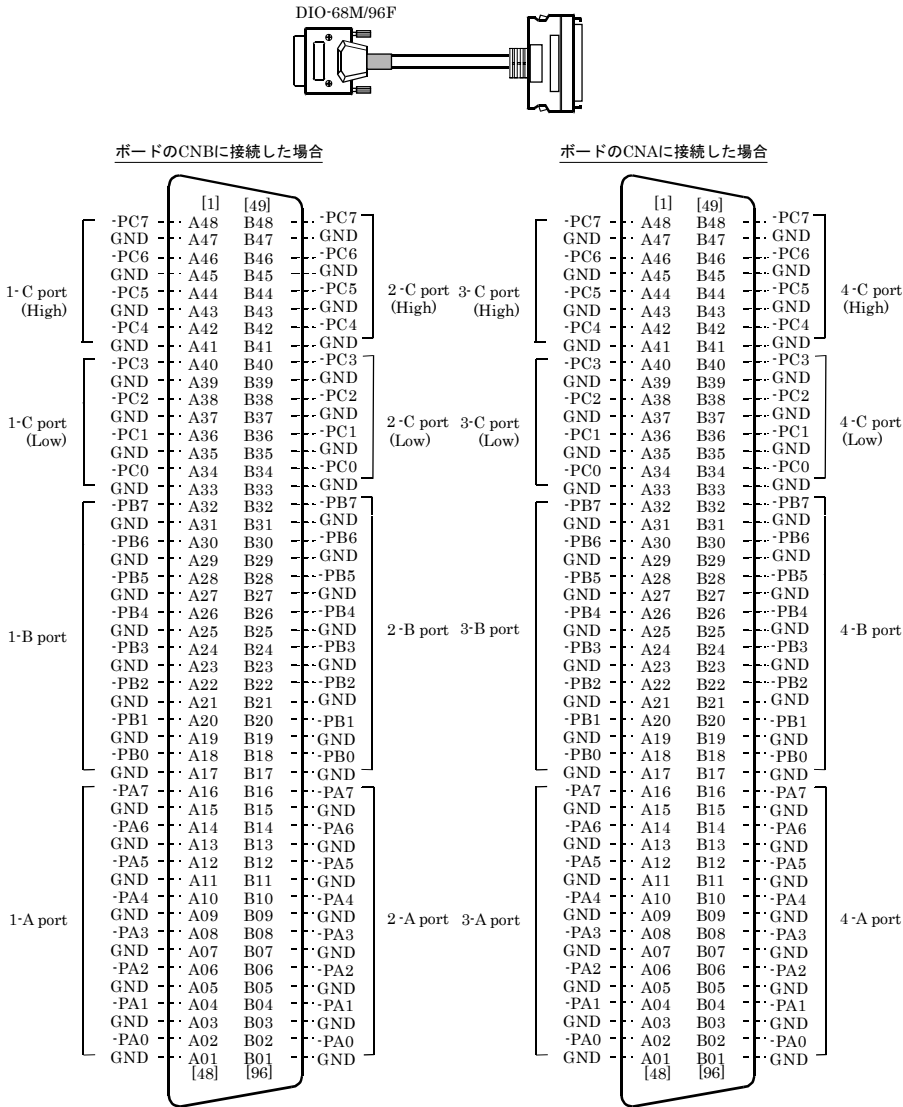 DIO-68M/96F
ボードのCNBに接続した場合
[1] [49]
-PC7 A48 B48 -PC7
GND A47 B47 GND
-PC6 A46 B46 -PC6
GND A45 B45 GND
1-C port (High) -PC5 A44 B44 -PC5 2-C port (High)
GND A43 B43 GND
-PC4 A42 B42 -PC4
GND A41 B41 GND
-PC3 A40 B40 -PC3
GND A39 B39 GND
-PC2 A38 B38 -PC2
1-C port (Low) GND A37 B37 GND 2-C port (Low)
-PC1 A36 B36 -PC1
GND A35 B35 GND
-PC0 A34 B34 -PC0
GND A33 B33 GND
-PB7 A32 B32 -PB7
GND A31 B31 GND
-PB6 A30 B30 -PB6
GND A29 B29 GND
-PB5 A28 B28 -PB5
GND A27 B27 GND
-PB4 A26 B26 -PB4
1-B port GND A25 B25 GND 2-B port
-PB3 A24 B24 -PB3
GND A23 B23 GND
-PB2 A22 B22 -PB2
GND A21 B21 GND
-PB1 A20 B20 -PB1
GND A19 B19 GND
-PB0 A18 B18 -PB0
GND A17 B17 GND
-PA7 A16 B16 -PA7
GND A15 B15 GND
-PA6 A14 B14 -PA6
GND A13 B13 GND
-PA5 A12 B12 -PA5
GND A11 B11 GND
-PA4 A10 B10 -PA4
1-A port GND A09 B09 GND 2-A port
-PA3 A08 B08 -PA3
GND A07 B07 GND
-PA2 A06 B06 -PA2
GND A05 B05 GND
-PA1 A04 B04 -PA1
GND A03 B03 GND
-PA0 A02 B02 -PA0
GND A01 B01 GND
[48] [96]
ボードのCNAに接続した場合
[1] [49]
-PC7 A48 B48 -PC7
GND A47 B47 GND
-PC6 A46 B46 -PC6
GND A45 B45 GND
3-C port (High) -PC5 A44 B44 -PC5 4-C port (High)
GND A43 B43 GND
-PC4 A42 B42 -PC4
GND A41 B41 GND
-PC3 A40 B40 -PC3
GND A39 B39 GND
-PC2 A38 B38 -PC2
3-C port (Low) GND A37 B37 GND 4-C port (Low)
-PC1 A36 B36 -PC1
GND A35 B35 GND
-PC0 A34 B34 -PC0
GND A33 B33 GND
-PB7 A32 B32 -PB7
GND A31 B31 GND
-PB6 A30 B30 -PB6
GND A29 B29 GND
-PB5 A28 B28 -PB5
GND A27 B27 GND
-PB4 A26 B26 -PB4
3-B port GND A25 B25 GND 4-B port
-PB3 A24 B24 -PB3
GND A23 B23 GND
-PB2 A22 B22 -PB2
GND A21 B21 GND
-PB1 A20 B20 -PB1
GND A19 B19 GND
-PB0 A18 B18 -PB0
GND A17 B17 GND
-PA7 A16 B16 -PA7
GND A15 B15 GND
-PA6 A14 B14 -PA6
GND A13 B13 GND
-PA5 A12 B12 -PA5
GND A11 B11 GND
-PA4 A10 B10 -PA4
3-A port GND A09 B09 GND 4-A port
-PA3 A08 B08 -PA3
GND A07 B07 GND
-PA2 A06 B06 -PA2
GND A05 B05 GND
-PA1 A04 B04 -PA1
GND A03 B03 GND
-PA0 A02 B02 -PA0
GND A01 B01 GND
[48] [96]